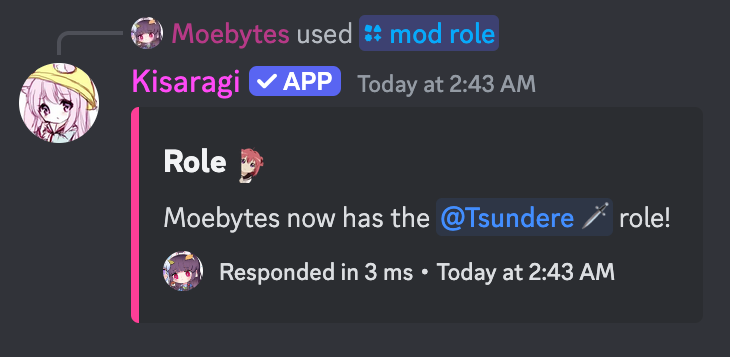 Moebytes used mod role
Kisaragi ✓ APP Today at 2:43 AM
Role
Moebytes now has the @Tsundere 🗡 role!
Responded in 3 ms • Today at 2:43 AM